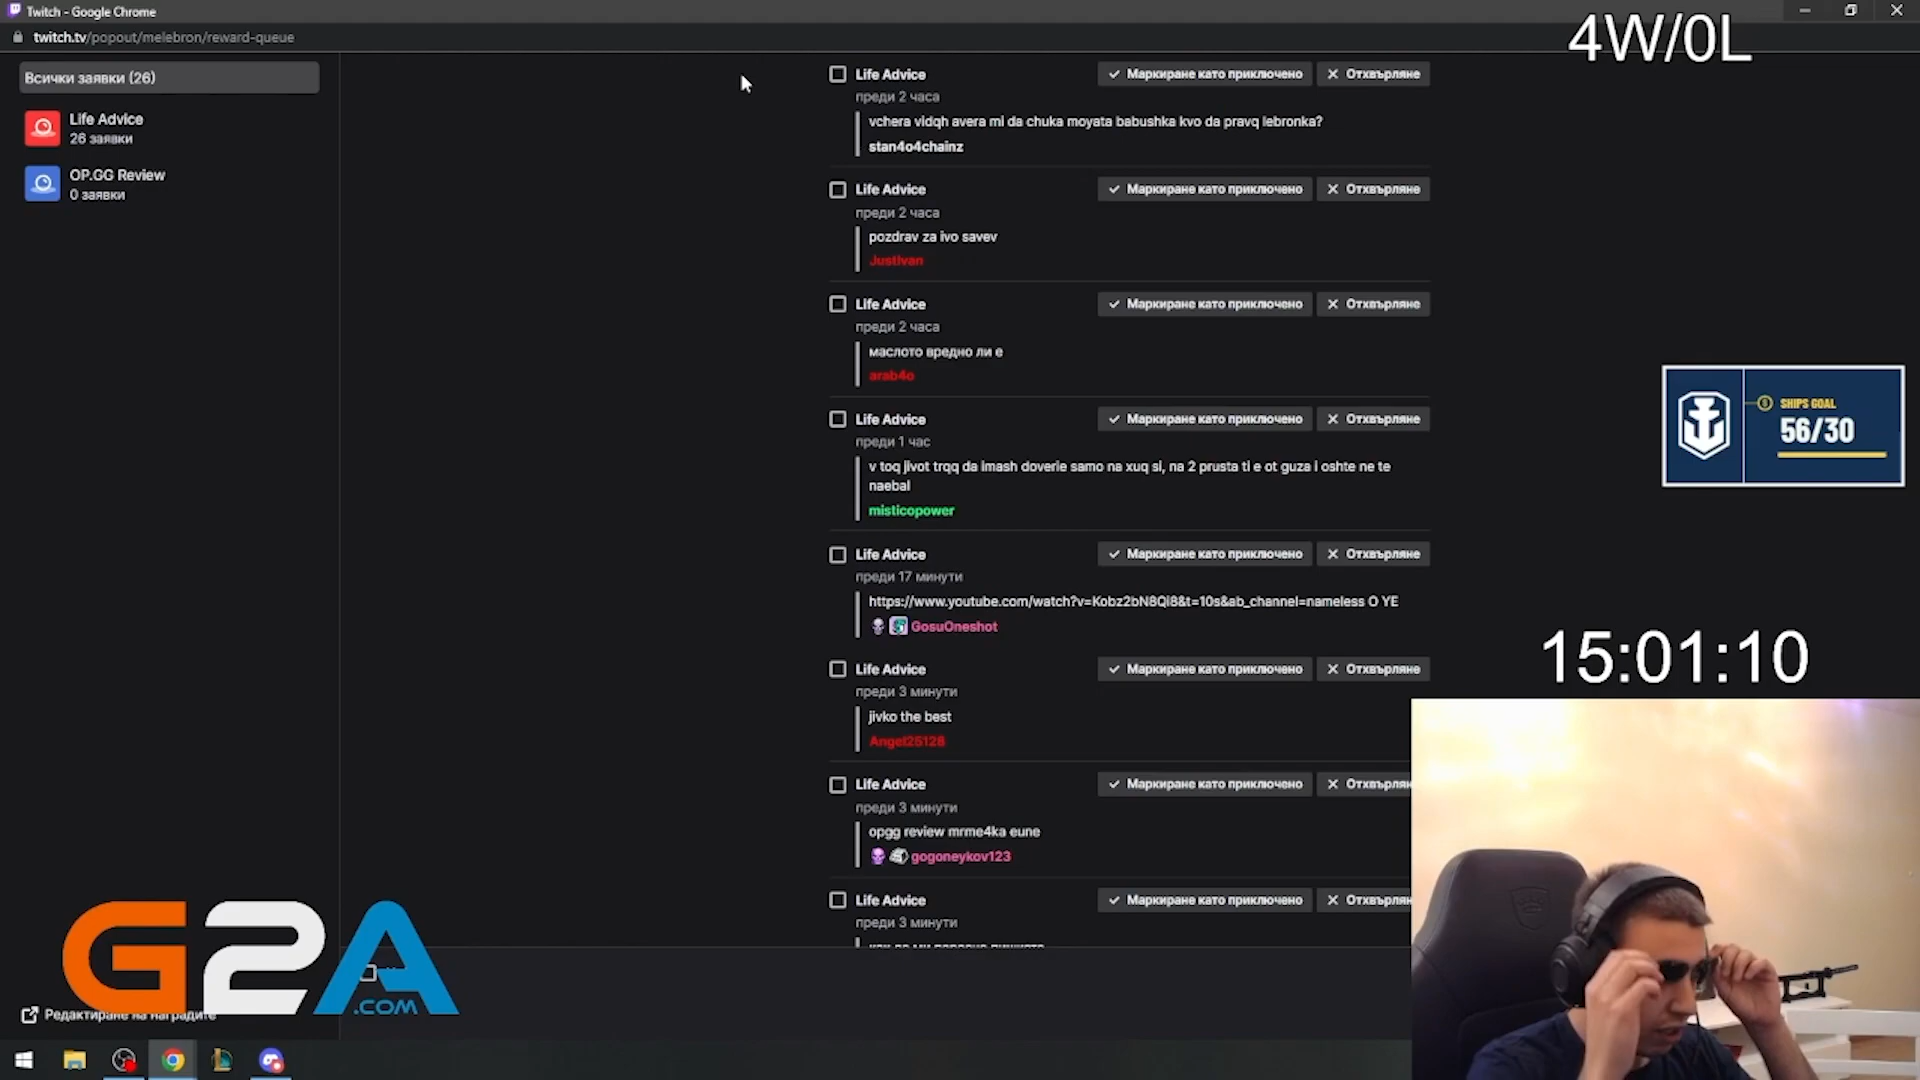 Twitch - Google Chrome
twitch.tv/popout/melebron/reward-queue
4W/0L
Всички заявки (26)
Life Advice
26 заявки
OP.GG Review
0 заявки
Life Advice
Маркиране като приключено
Отхвърляне
преди 2 часа
vchera vidqh avera mi da chuka moyata babushka kvo da pravq lebronka?
stan4o4chainz
Life Advice
Маркиране като приключено
Отхвърляне
преди 2 часа
pozdrav za ivo savev
JustIvan
Life Advice
Маркиране като приключено
Отхвърляне
преди 2 часа
маслото вредно ли е
arab4o
Life Advice
Маркиране като приключено
Отхвърляне
преди 1 час
v toq jivot trqq da imash doverie samo na xuq si, na 2 prusta ti e ot guza i oshte ne te
naebal
misticopower
Life Advice
Маркиране като приключено
Отхвърляне
преди 17 минути
https://www.youtube.com/watch?v=Kobz2bN8Qi8&t=10s&ab_channel=nameless O YE
GosuOneshot
Life Advice
Маркиране като приключено
Отхвърляне
преди 3 минути
jivko the best
Angel25128
Life Advice
Маркиране като приключено
Отхвърлян
преди 3 минути
opgg review mrme4ka eune
gogoneykov123
Life Advice
Маркиране като приключено
Отхвърлян
преди 3 минути
SHIPS GOAL
56/30
15:01:10
G2A
.COM
Редактиране на наградите